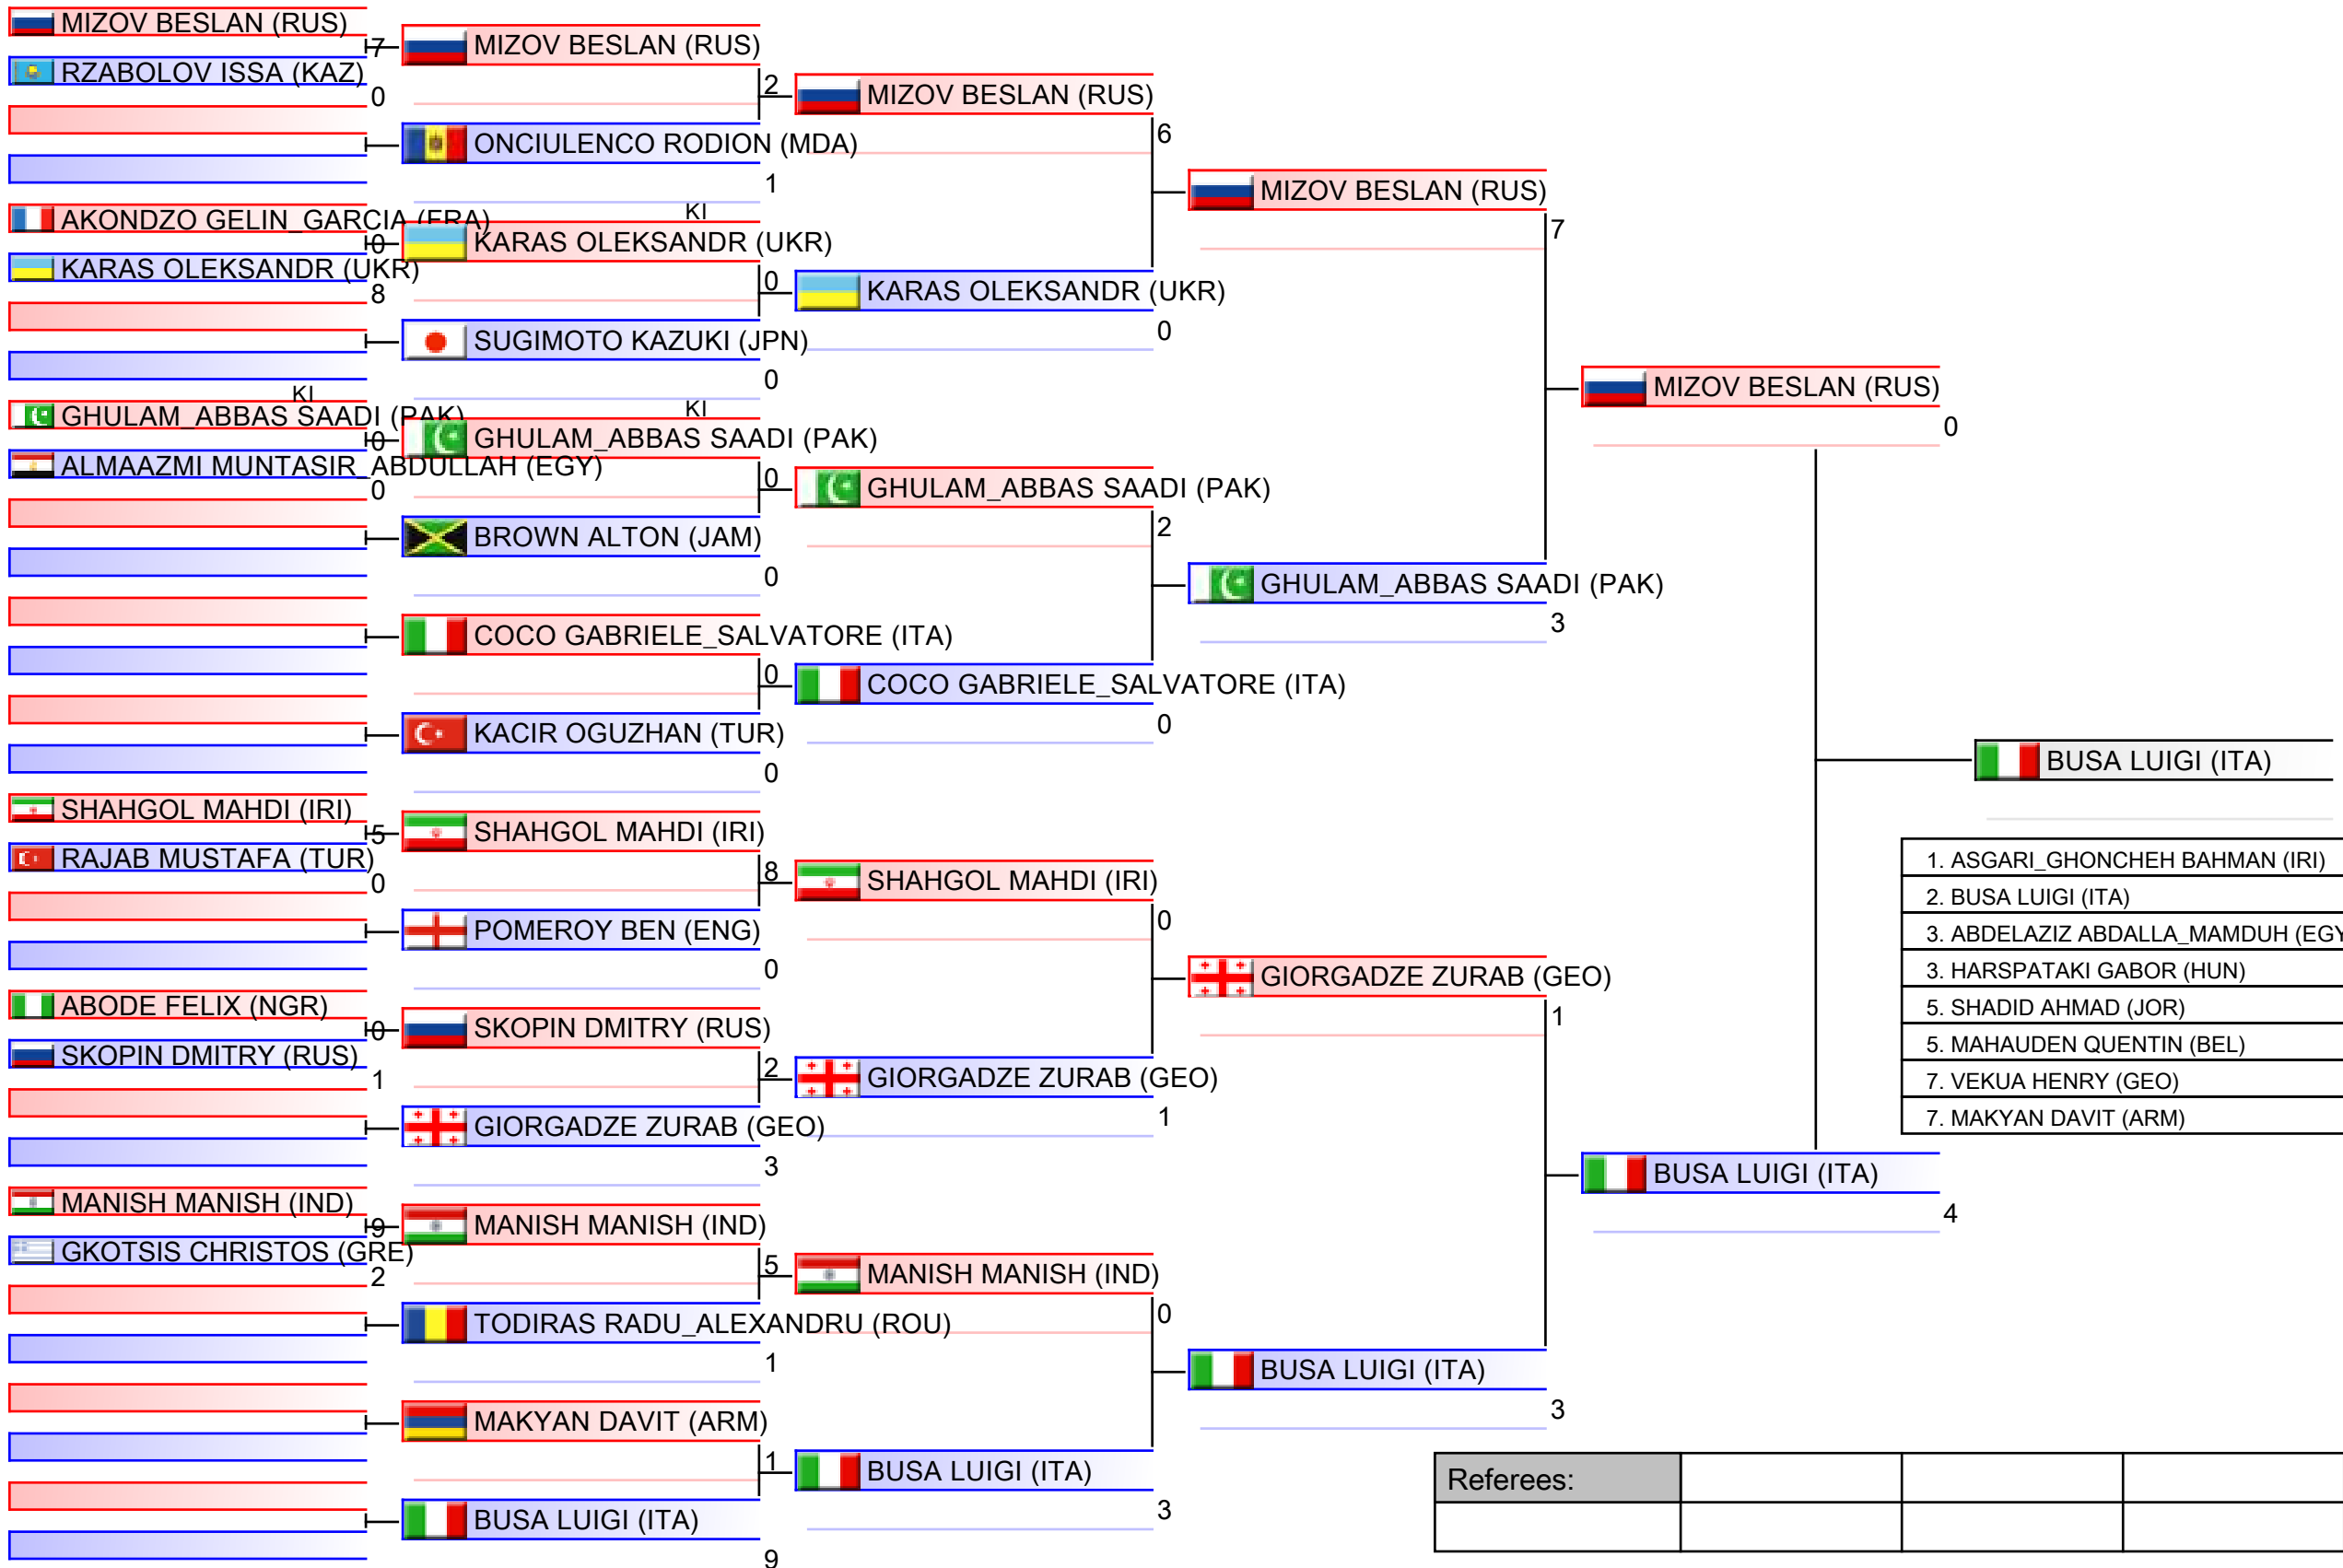 MIZOV BESLAN (RUS)
7
RZABOLOV ISSA (KAZ)
0
AKONDZO GELIN_GARCIA (FRA)
0
KARAS OLEKSANDR (UKR)
8
KI
GHULAM_ABBAS SAADI (PAK)
0
ALMAAZMI MUNTASIR_ABDULLAH (EGY)
0
SHAHGOL MAHDI (IRI)
5
RAJAB MUSTAFA (TUR)
0
ABODE FELIX (NGR)
0
SKOPIN DMITRY (RUS)
1
MANISH MANISH (IND)
9
GKOTSIS CHRISTOS (GRE)
2
MIZOV BESLAN (RUS)
2
ONCIULENCO RODION (MDA)
1
KI
KARAS OLEKSANDR (UKR)
0
SUGIMOTO KAZUKI (JPN)
0
KI
GHULAM_ABBAS SAADI (PAK)
0
BROWN ALTON (JAM)
0
COCO GABRIELE_SALVATORE (ITA)
0
KACIR OGUZHAN (TUR)
0
SHAHGOL MAHDI (IRI)
8
POMEROY BEN (ENG)
0
SKOPIN DMITRY (RUS)
2
GIORGADZE ZURAB (GEO)
3
MANISH MANISH (IND)
5
TODIRAS RADU_ALEXANDRU (ROU)
1
MAKYAN DAVIT (ARM)
1
BUSA LUIGI (ITA)
9
MIZOV BESLAN (RUS)
6
KARAS OLEKSANDR (UKR)
0
GHULAM_ABBAS SAADI (PAK)
2
COCO GABRIELE_SALVATORE (ITA)
0
SHAHGOL MAHDI (IRI)
0
GIORGADZE ZURAB (GEO)
1
MANISH MANISH (IND)
0
BUSA LUIGI (ITA)
3
MIZOV BESLAN (RUS)
7
GHULAM_ABBAS SAADI (PAK)
3
GIORGADZE ZURAB (GEO)
1
BUSA LUIGI (ITA)
3
MIZOV BESLAN (RUS)
0
BUSA LUIGI (ITA)
4
BUSA LUIGI (ITA)
1. ASGARI_GHONCHEH BAHMAN (IRI)
2. BUSA LUIGI (ITA)
3. ABDELAZIZ ABDALLA_MAMDUH (EGY
3. HARSPATAKI GABOR (HUN)
5. SHADID AHMAD (JOR)
5. MAHAUDEN QUENTIN (BEL)
7. VEKUA HENRY (GEO)
7. MAKYAN DAVIT (ARM)
Referees: